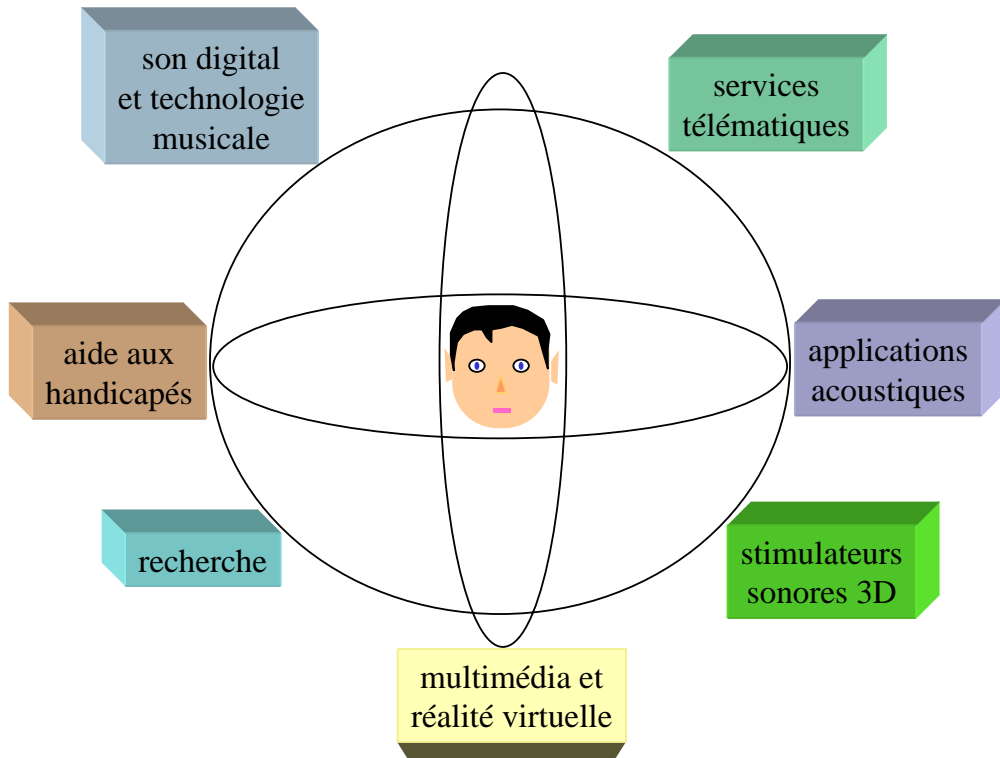 son digital
et technologie
musicale
services
télématiques
aide aux
handicapés
applications
acoustiques
recherche
stimulateurs
sonores 3D
multimédia et
réalité virtuelle